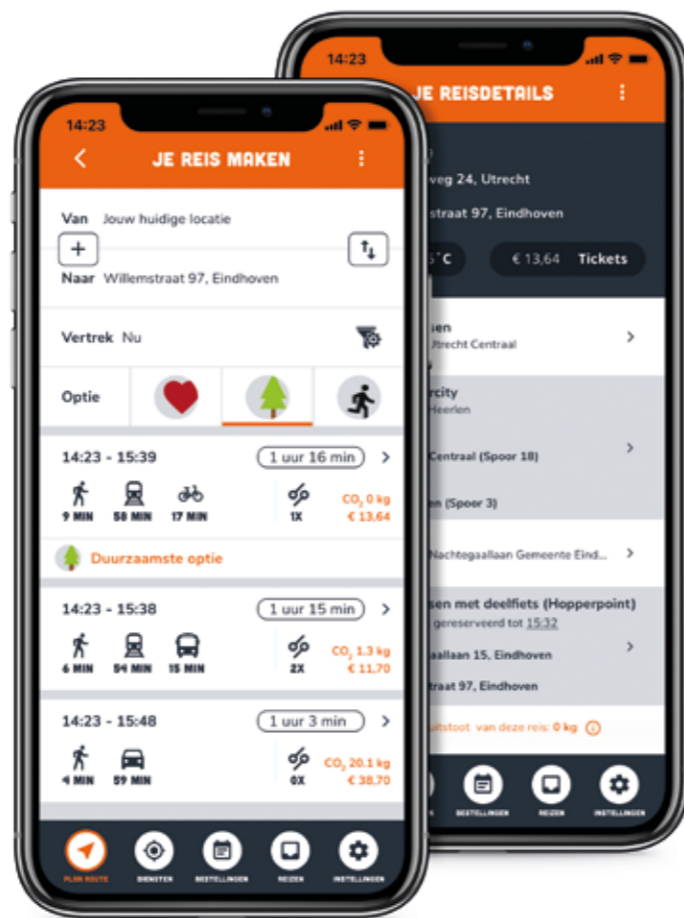 14:23
JE REIS MAKEN
Van Jouw huidige locatie
+
Naar Willemstraat 97, Eindhoven
Vertrek Nu
Optie
14:23 - 15:39 1 uur 16 min
9 MIN 58 MIN 17 MIN 1X CO₂ 0 kg
€ 13,64
Duurzaamste optie
14:23 - 15:38 1 uur 15 min
6 MIN 54 MIN 15 MIN 2X CO₂ 1.3 kg
€ 11,70
14:23 - 15:48 1 uur 3 min
4 MIN 59 MIN 0X CO₂ 20.1 kg
€ 38,70
PLAN ROUTE DIENSTEN BESTELLINGEN REIZEN INSTELLINGEN
14:23
JE REISDETAILS
weg 24, Utrecht
straat 97, Eindhoven
°C € 13,64 Tickets
sen
Utrecht Centraal
rcity
Heerlen
Centraal (Spoor 18)
en (Spoor 3)
Nachtegaallaan Gemeente Eind...
sen met deelfiets (Hopperpoint)
gereserveerd tot 15:32
aallaan 15, Eindhoven
traat 97, Eindhoven
uitstoot van deze reis: 0 kg
BESTELLINGEN REIZEN INSTELLINGEN